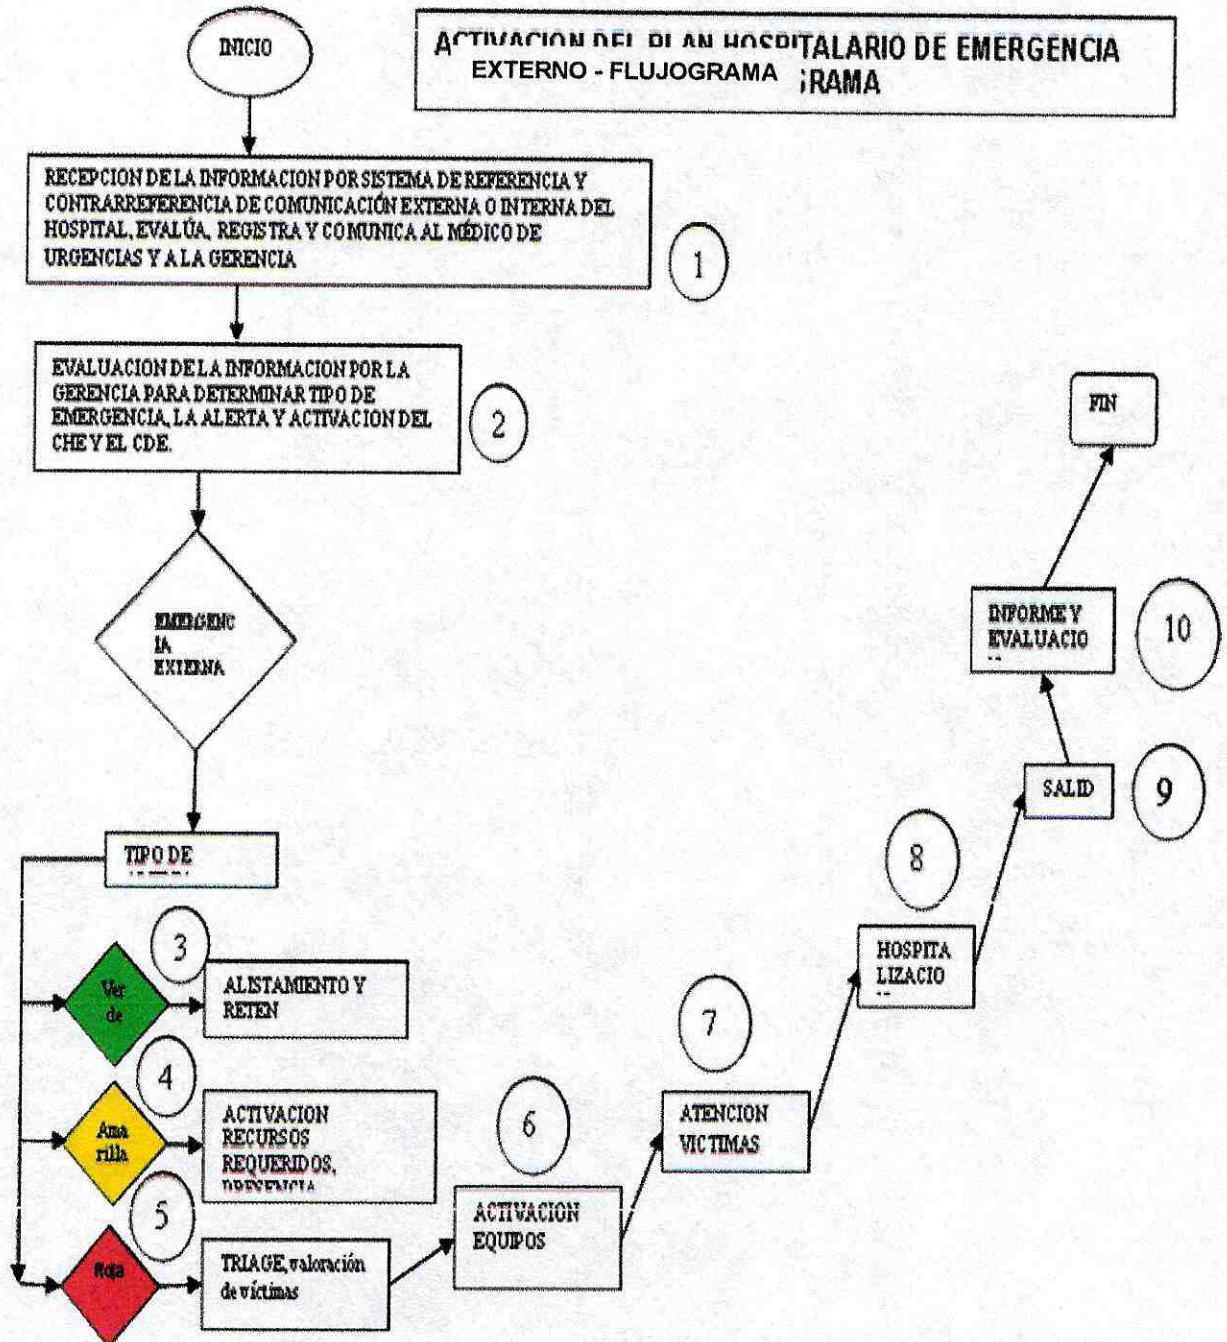 INICIO
ACTIVACION DEL PLAN HOSPITALARIO DE EMERGENCIA
EXTERNO - FLUJOGRAMA
RECEPCION DE LA INFORMACION POR SISTEMA DE REFERENCIA Y
CONTRARREFERENCIA DE COMUNICACIÓN EXTERNA O INTERNA DEL
HOSPITAL, EVALÚA, REGISTRA Y COMUNICA AL MÉDICO DE
URGENCIAS Y A LA GERENCIA
1
EVALUACION DE LA INFORMACION POR LA
GERENCIA PARA DETERMINAR TIPO DE
EMERGENCIA, LA ALERTA Y ACTIVACION DEL
CHE Y EL CDE.
2
EMERGENC
IA
EXTERNA
TIPO DE
3
Ver
de
ALISTAMIENTO Y
RETEN
4
Ama
rilla
ACTIVACION
RECURSOS
REQUERIDOS,
PRESENCIA
5
Roja
TRIAGE, valoración
de víctimas
6
ACTIVACION
EQUIPOS
7
ATENCION
VICTIMAS
8
HOSPITA
LIZACIO
9
SALID
10
INFORME Y
EVALUACIO
FIN